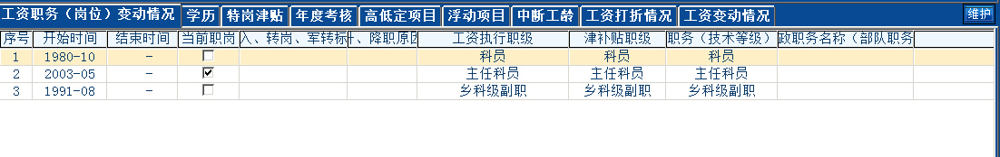 工资职务（岗位）变动情况 学历 特岗津贴 年度考核 高低定项目 浮动项目 中断工龄 工资打折情况 工资变动情况 维护
序号 开始时间 结束时间 当前职岗 入、转岗、军转标 十、降职原因 工资执行职级 津补贴职级 职务（技术等级） 政职务名称（部队职务
1 1980-10 - 科员 科员 科员
2 2003-05 - 主任科员 主任科员 主任科员
3 1991-08 - 乡科级副职 乡科级副职 乡科级副职